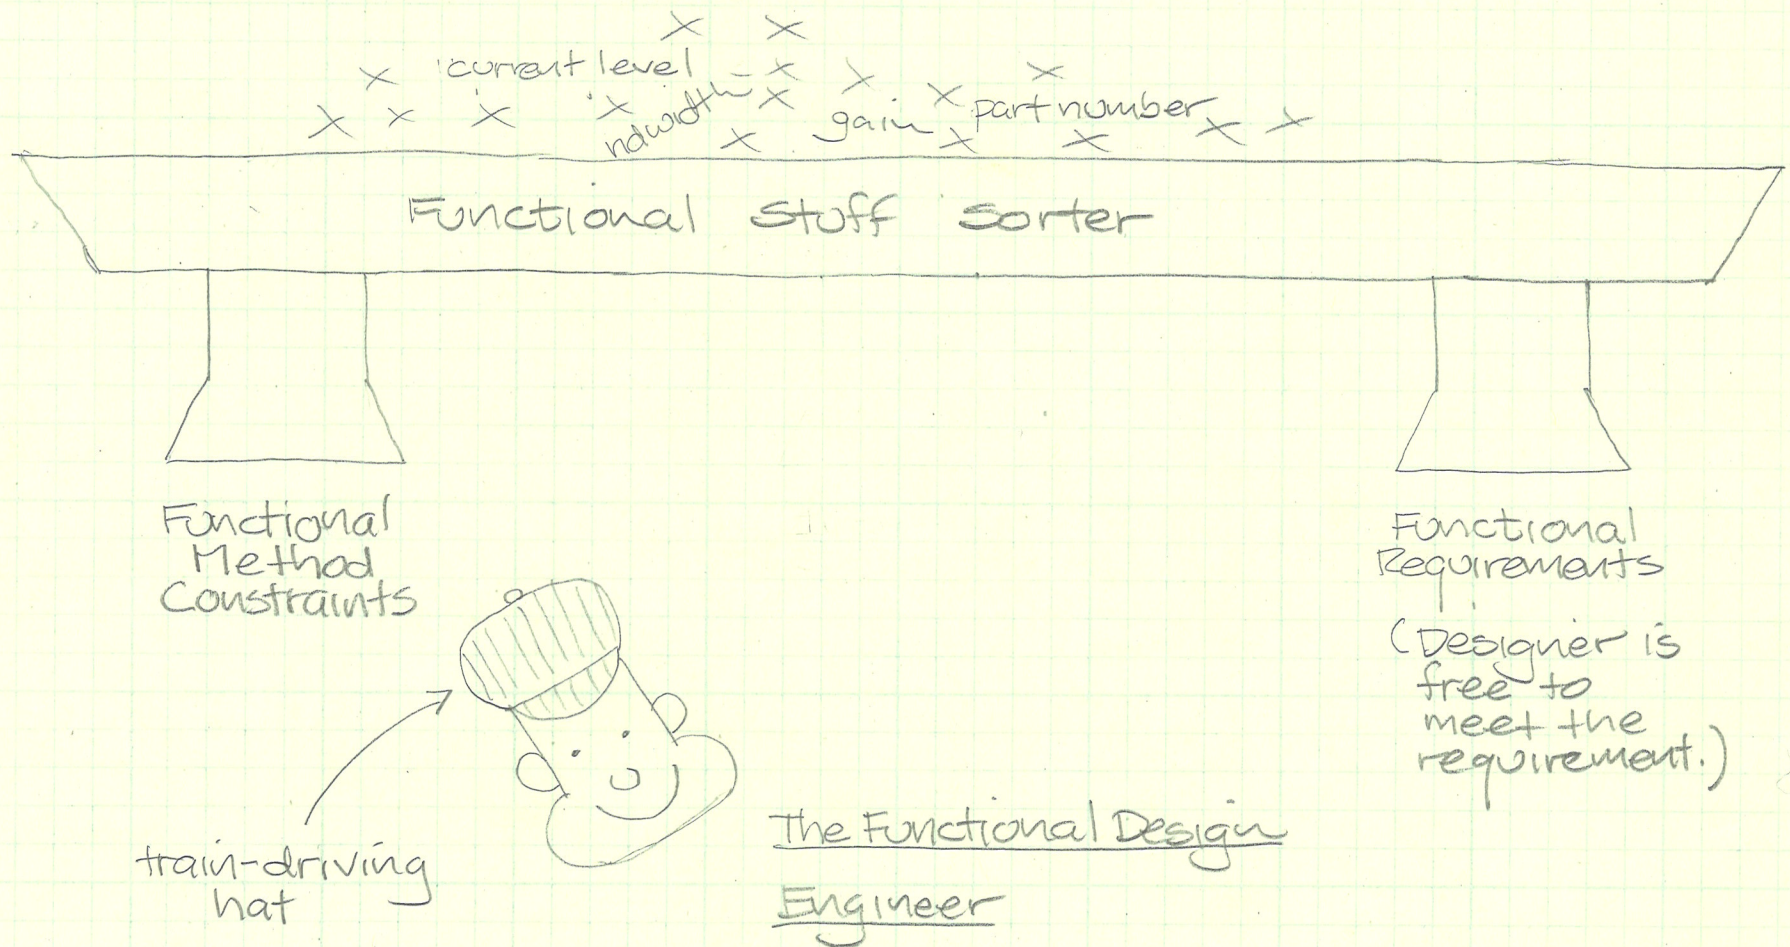 current level
ndwidth
gain
part number
Functional Stuff Sorter
Functional
Method
Constraints
Functional
Requirements
(Designer is
free to
meet the
requirement.)
train-driving
hat
The Functional Design
Engineer